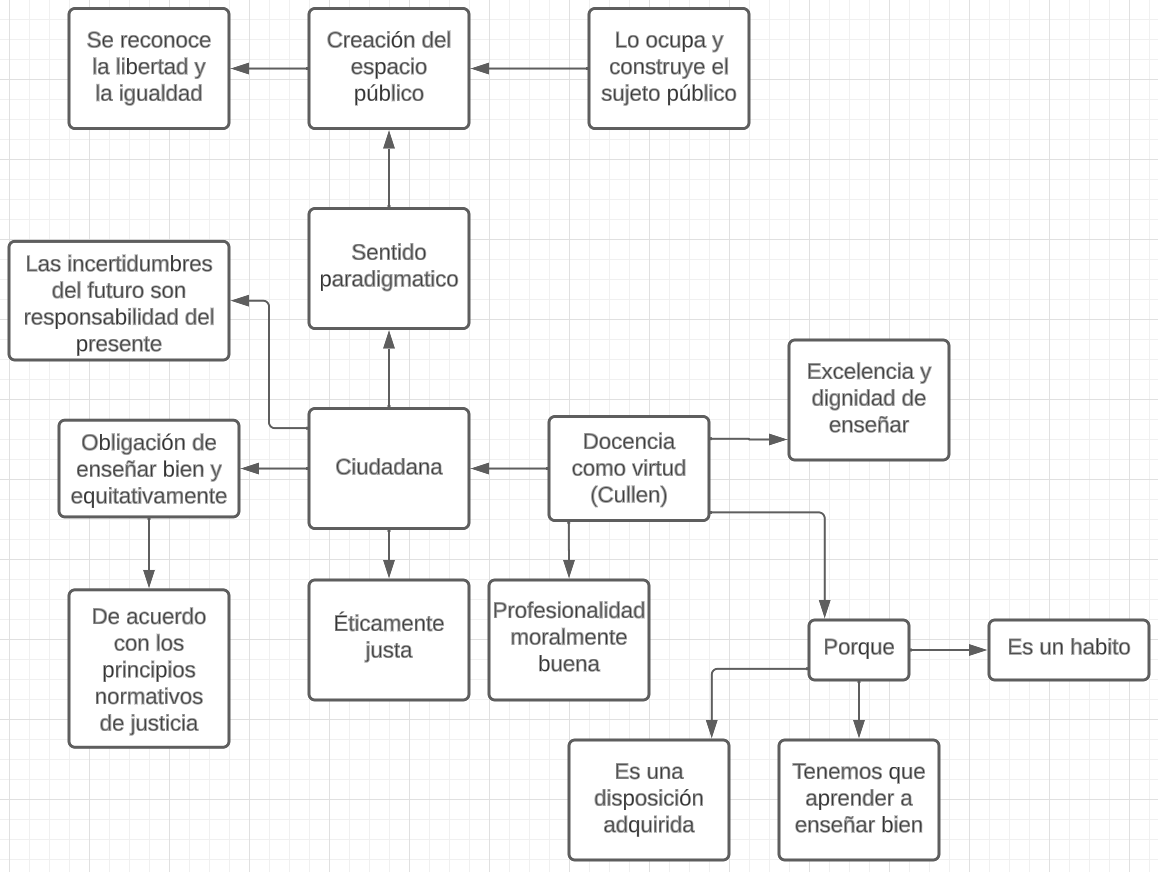 Se reconoce
la libertad y
la igualdad
Creación del
espacio
público
Lo ocupa y
construye el
sujeto público
Sentido
paradigmatico
Las incertidumbres
del futuro son
responsabilidad del
presente
Excelencia y
dignidad de
enseñar
Obligación de
enseñar bien y
equitativamente
Ciudadana
Docencia
como virtud
(Cullen)
De acuerdo
con los
principios
normativos
de justicia
Éticamente
justa
Profesionalidad
moralmente
buena
Porque
Es un habito
Es una
disposición
adquirida
Tenemos que
aprender a
enseñar bien